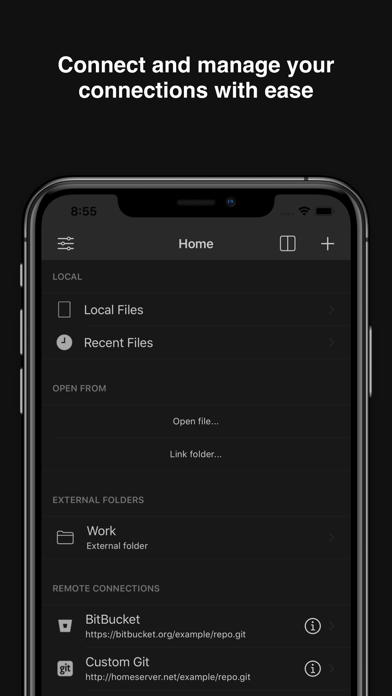 Connect and manage your
connections with ease
8:55
Home
LOCAL
Local Files
Recent Files
OPEN FROM
Open file...
Link folder...
EXTERNAL FOLDERS
Work
External folder
REMOTE CONNECTIONS
BitBucket
https://bitbucket.org/example/repo.git
git
Custom Git
http://homeserver.net/example/repo.git